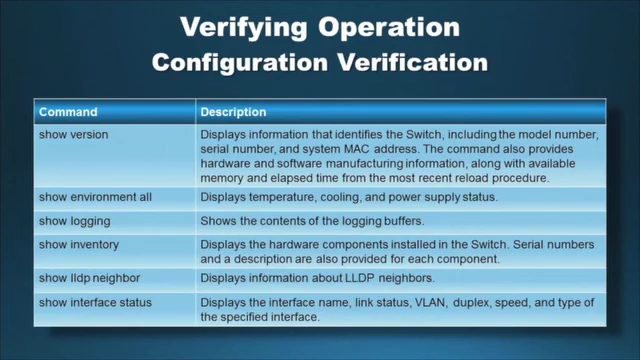 Verifying Operation
Configuration Verification
Command Description
show version Displays information that identifies the Switch, including the model number,
serial number, and system MAC address. The command also provides
hardware and software manufacturing information, along with available
memory and elapsed time from the most recent reload procedure.
show environment all Displays temperature, cooling, and power supply status.
show logging Shows the contents of the logging buffers.
show inventory Displays the hardware components installed in the Switch. Serial numbers
and a description are also provided for each component.
show lldp neighbor Displays information about LLDP neighbors.
show interface status Displays the interface name, link status, VLAN, duplex, speed, and type of
the specified interface.